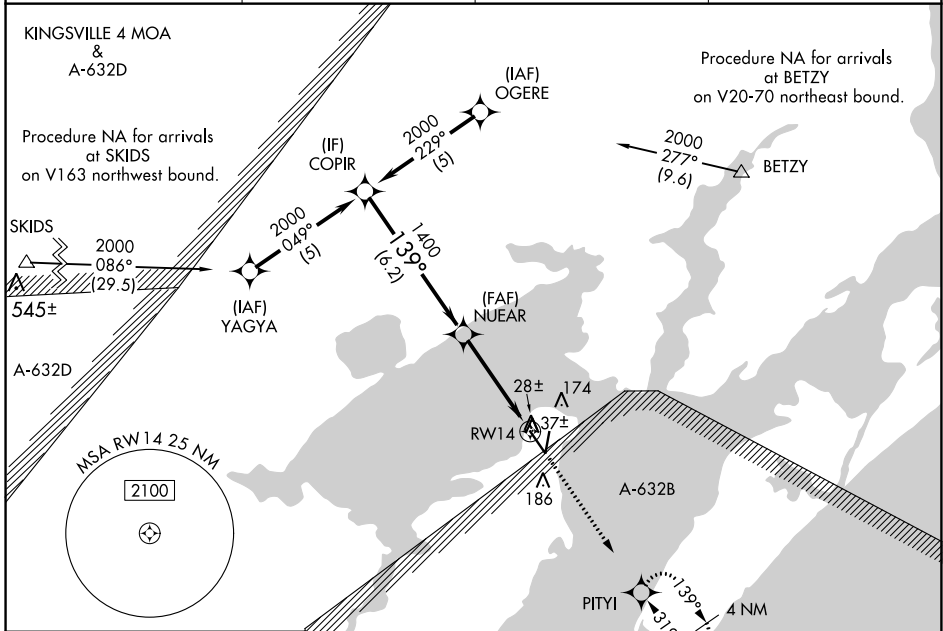 KINGSVILLE 4 MOA
&
A-632D
Procedure NA for arrivals
at SKIDS
on V163 northwest bound.
Procedure NA for arrivals
at BETZY
on V20-70 northeast bound.
(IAF)
OGERE
2000
229°
(5)
(IF)
COPIR
2000
277°
(9.6)
BETZY
SKIDS
2000
086°
(29.5)
545±
2000
049°
(5)
(IAF)
YAGYA
1400
139°
(6.2)
(FAF)
NUEAR
A-632D
28±
174
37±
RW14
186
A-632B
MSA RW14 25 NM
2100
PITYI
139°
4 NM